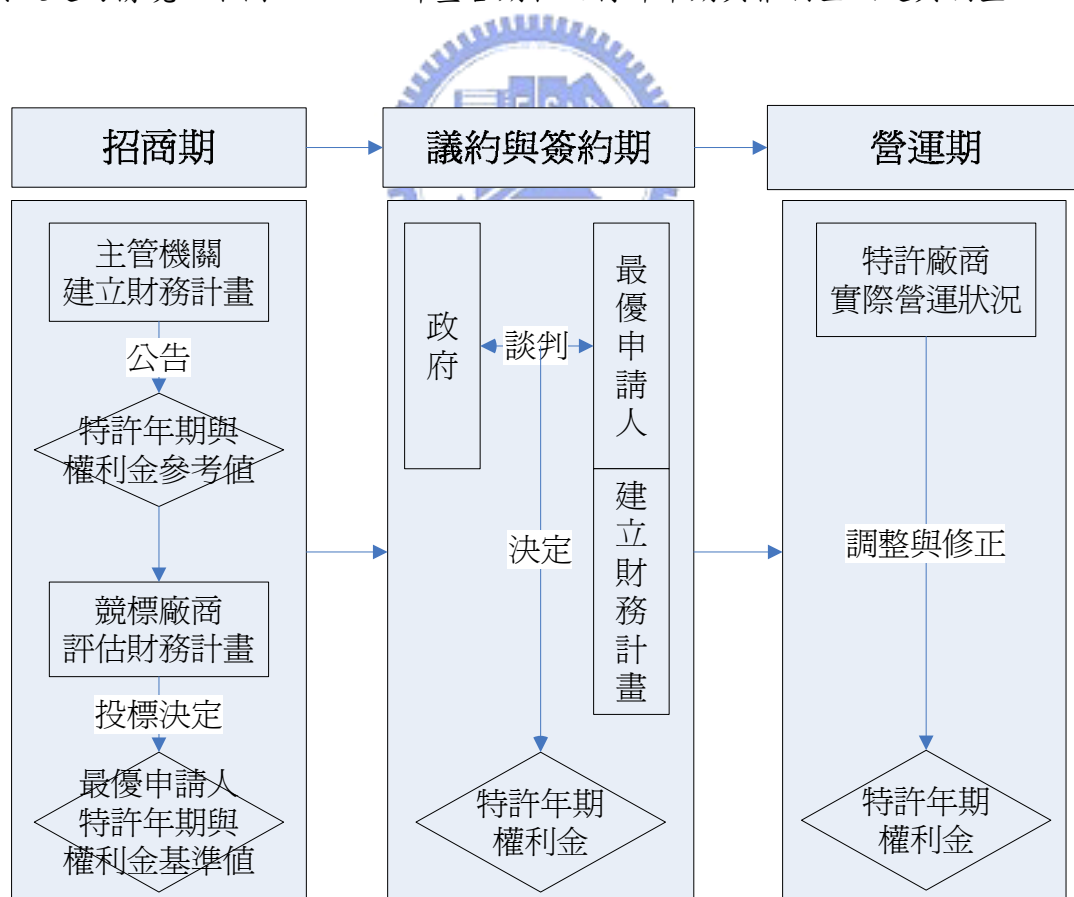 招商期
議約與簽約期
營運期
主管機關
建立財務計畫
公告
特許年期與
權利金參考值
競標廠商
評估財務計畫
投標決定
最優申請人
特許年期與
權利金基準值
政府
談判
最優申請人
建立財務計畫
決定
特許年期
權利金
特許廠商
實際營運狀況
調整與修正
特許年期
權利金